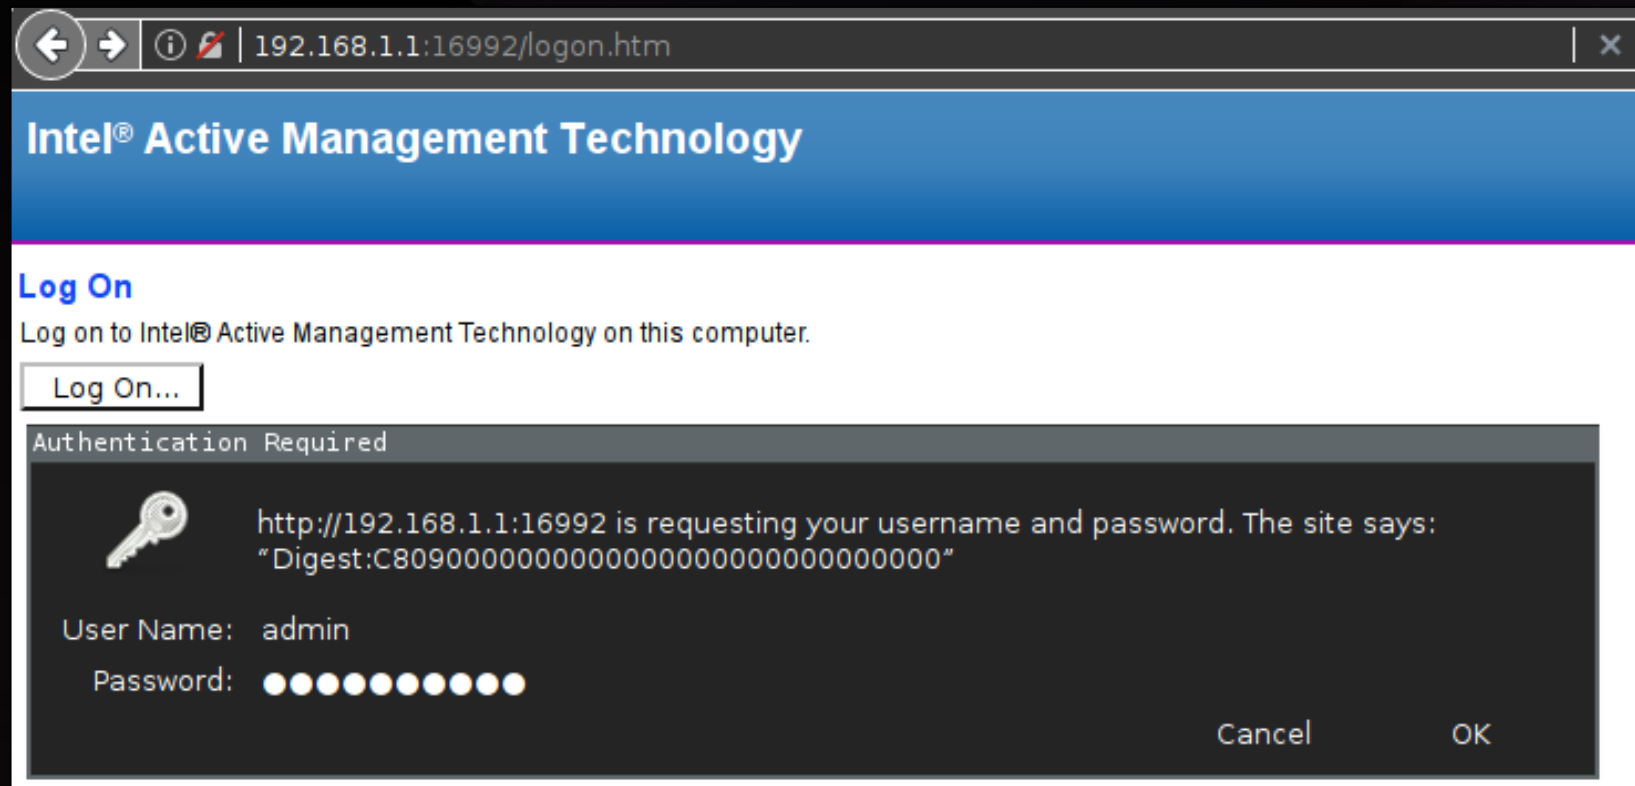 192.168.1.1:16992/logon.htm
Intel® Active Management Technology
Log On
Log on to Intel® Active Management Technology on this computer.
Log On...
Authentication Required
http://192.168.1.1:16992 is requesting your username and password. The site says:
“Digest:C8090000000000000000000000000000”
User Name: admin
Password: ●●●●●●●●●●
Cancel OK